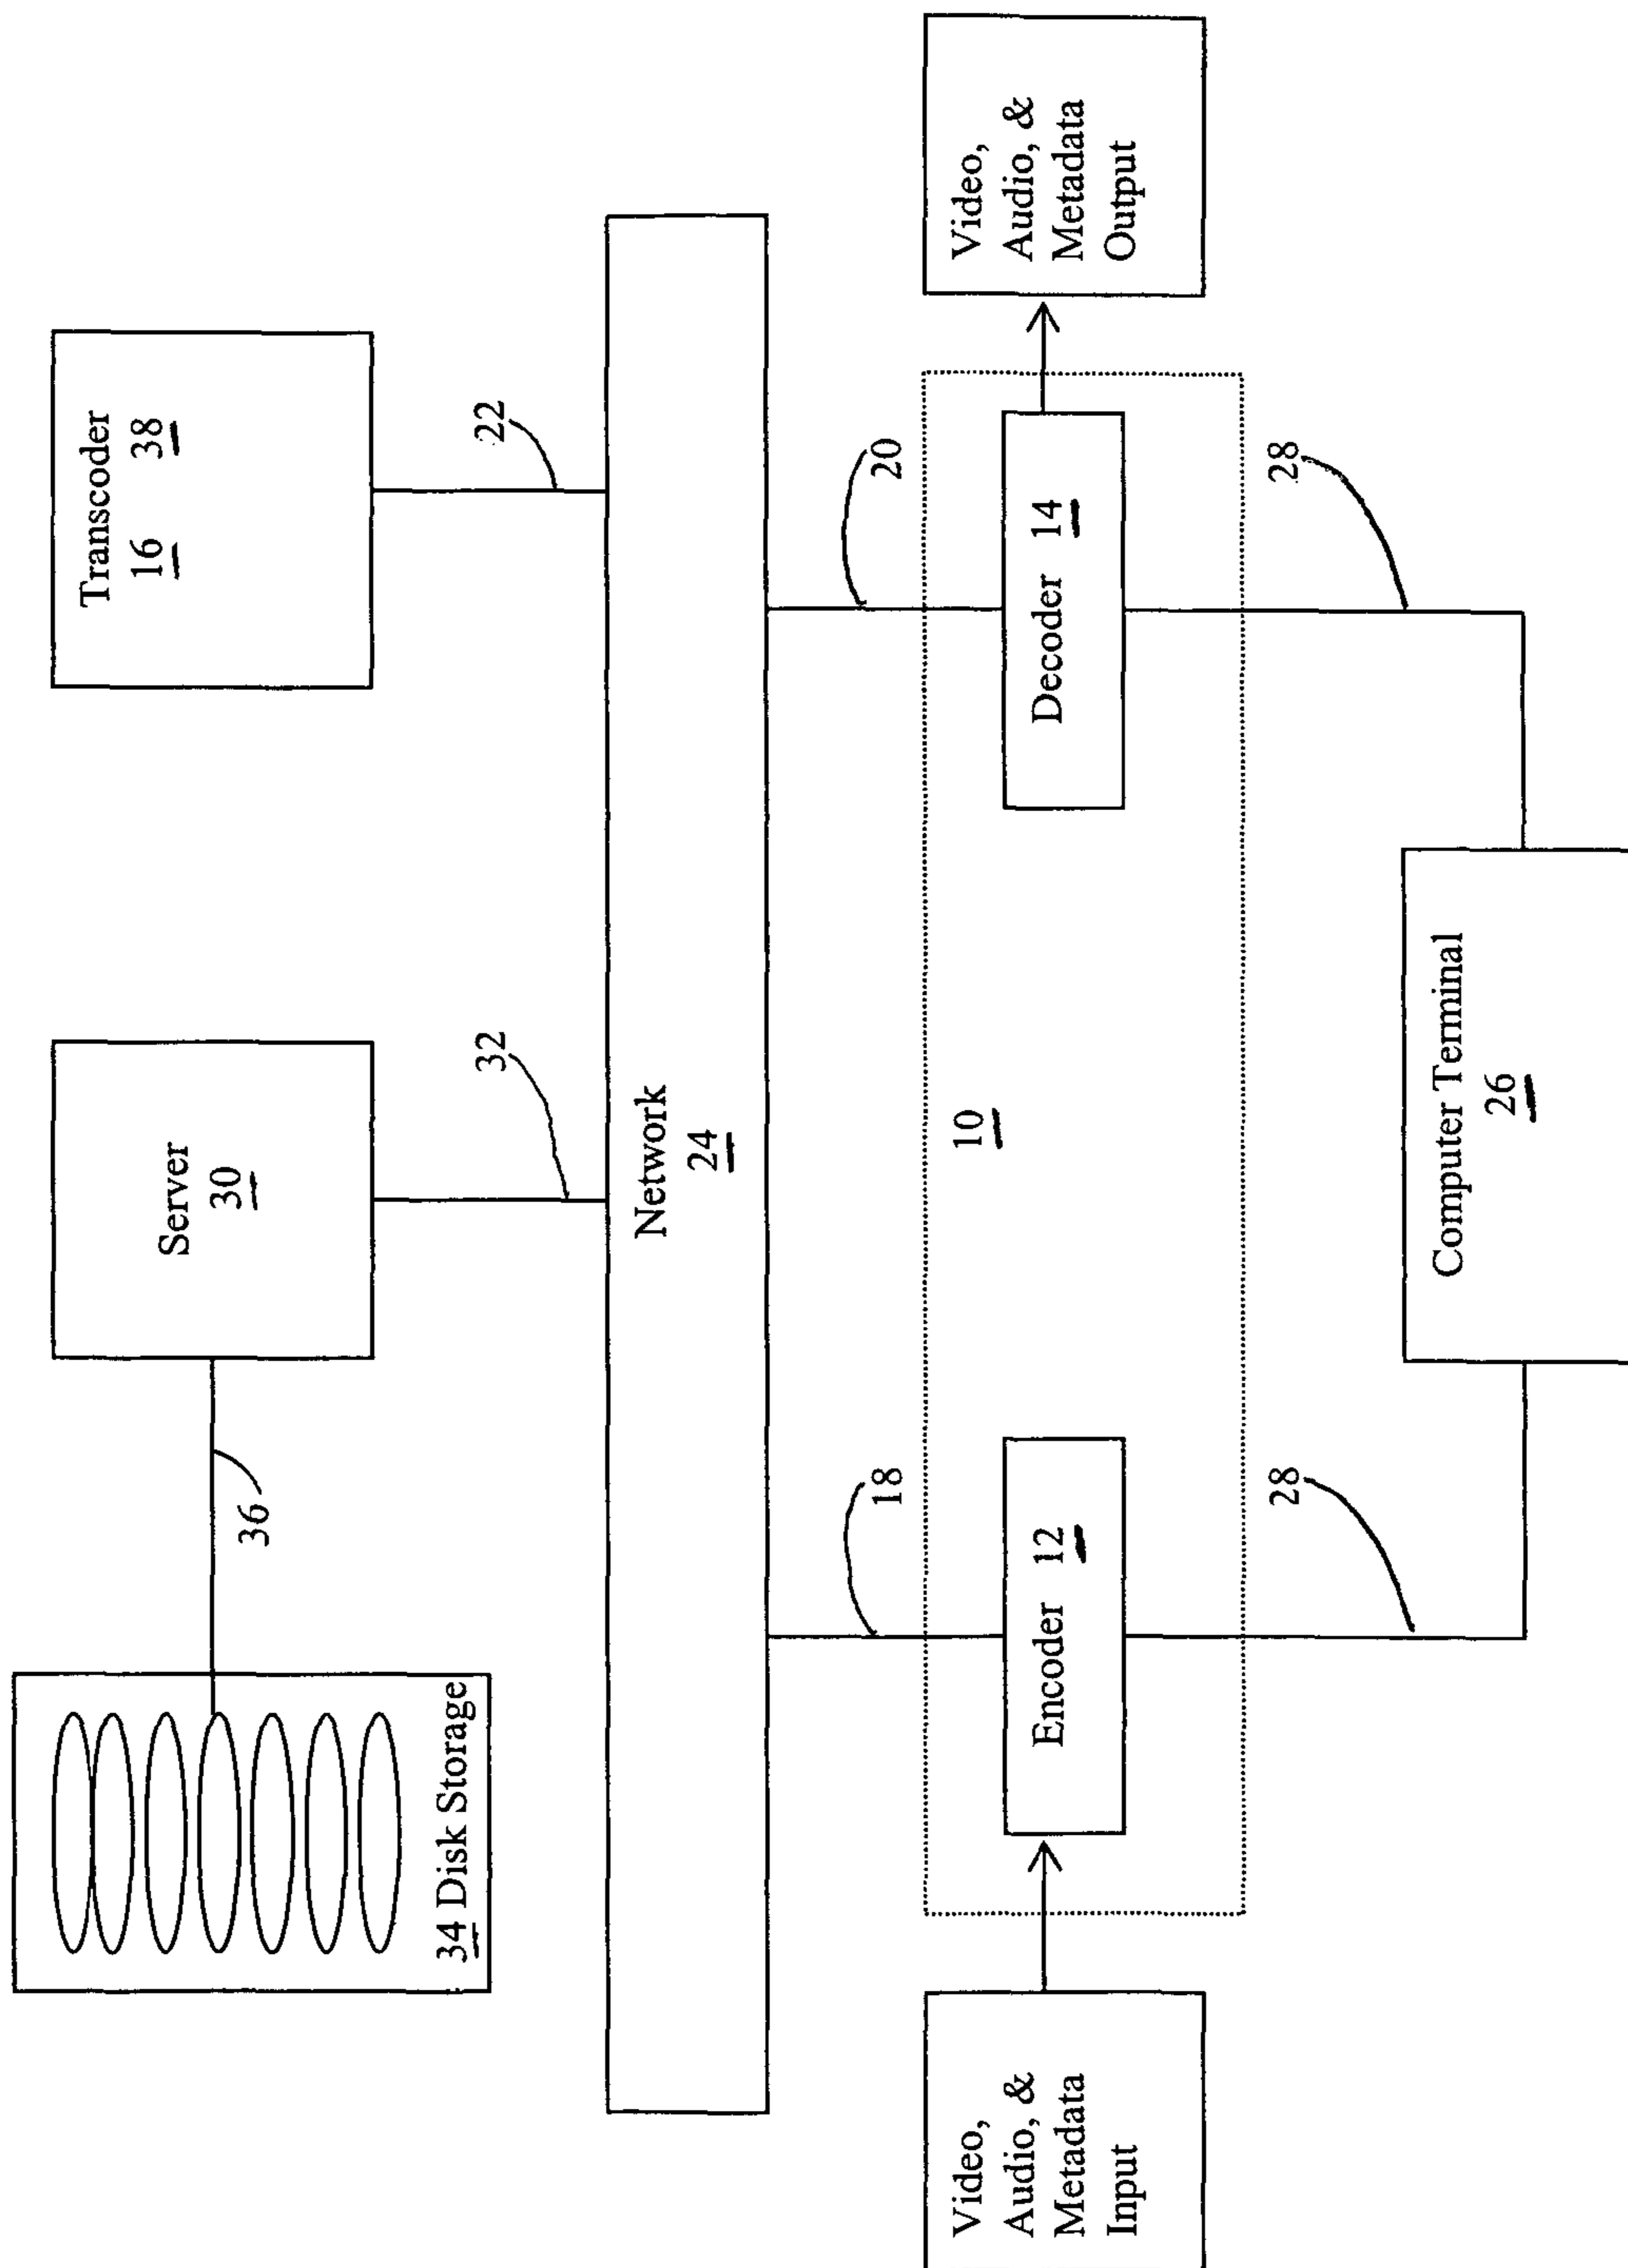 34 Disk Storage
36
Server
30
32
Transcoder
16 38
22
Network
24
Video,
Audio, &
Metadata
Input
18
Encoder 12
28
10
20
Decoder 14
28
Video,
Audio, &
Metadata
Output
Computer Terminal
26